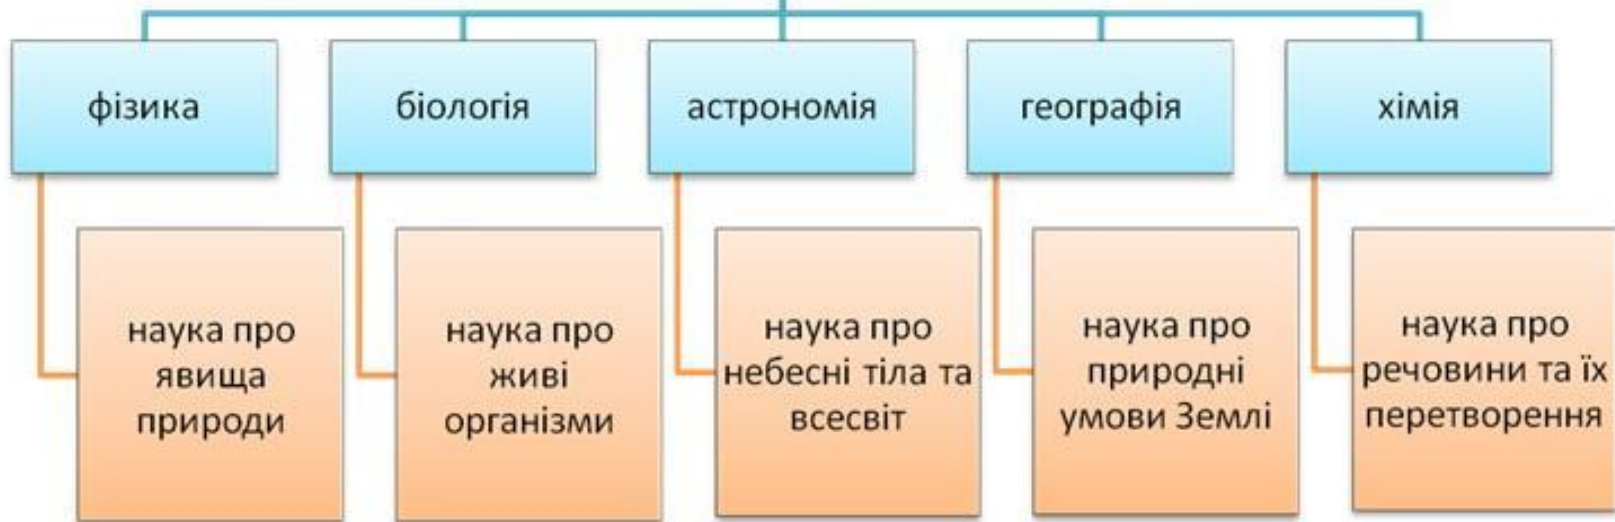 фізика
біологія
астрономія
географія
хімія
наука про
явища
природи
наука про
живі
організми
наука про
небесні тіла та
всесвіт
наука про
природні
умови Землі
наука про
речовини та їх
перетворення